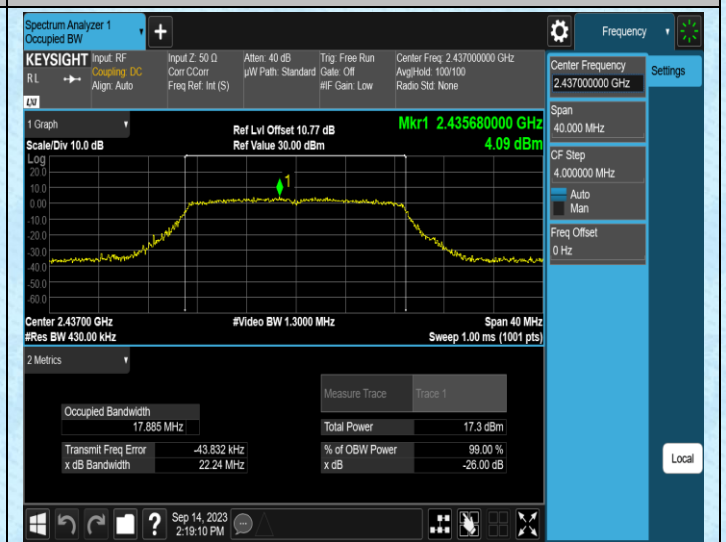 Spectrum Analyzer 1
Occupied BW
+
Frequency
KEYSIGHT
RL
LXI
Input: RF
Coupling: DC
Align: Auto
Input Z: 50 Ω
Corr CCorr
Freq Ref: Int (S)
Atten: 40 dB
µW Path: Standard
Trig: Free Run
Gate: Off
#IF Gain: Low
Center Freq: 2.437000000 GHz
Avg|Hold: 100/100
Radio Std: None
Center Frequency
2.437000000 GHz
Settings
Span
40.000 MHz
CF Step
4.000000 MHz
Auto
Man
Freq Offset
0 Hz
Local
1 Graph
Scale/Div 10.0 dB
Ref Lvl Offset 10.77 dB
Ref Value 30.00 dBm
Mkr1 2.435680000 GHz
4.09 dBm
Log
20.0
10.0
0.00
-10.0
-20.0
-30.0
-40.0
-50.0
-60.0
1
Center 2.43700 GHz
#Res BW 430.00 kHz
#Video BW 1.3000 MHz
Span 40 MHz
Sweep 1.00 ms (1001 pts)
2 Metrics
Measure Trace
Trace 1
Occupied Bandwidth
17.885 MHz
Total Power
17.3 dBm
Transmit Freq Error
-43.832 kHz
% of OBW Power
99.00 %
x dB Bandwidth
22.24 MHz
x dB
-26.00 dB
?
Sep 14, 2023
2:19:10 PM